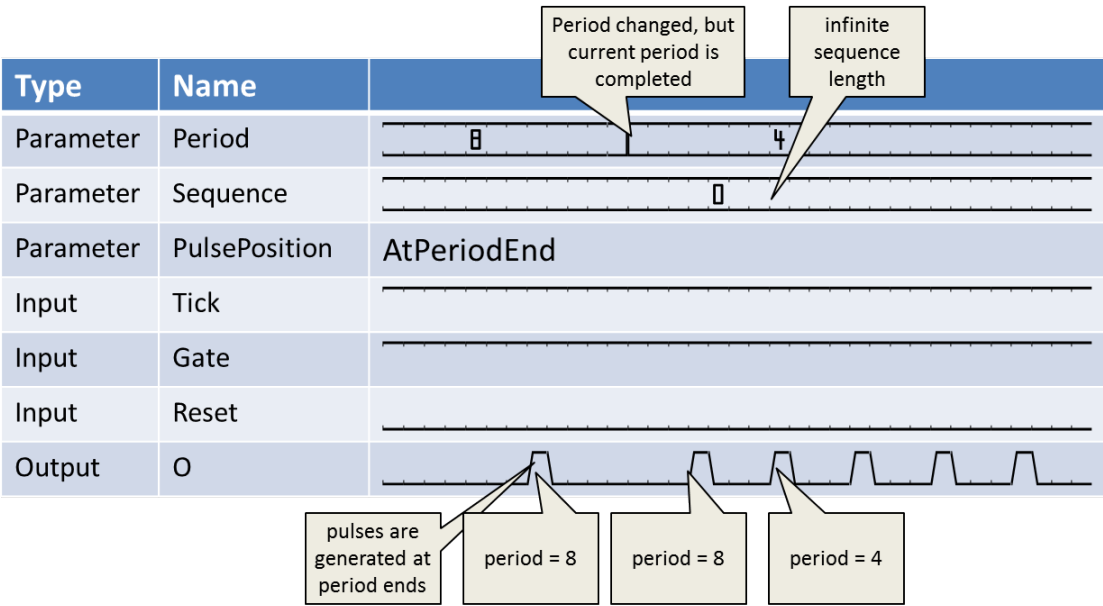 Period changed, but
current period is
completed
infinite
sequence
length
Type Name
Parameter Period 8 4
Parameter Sequence 0
Parameter PulsePosition AtPeriodEnd
Input Tick
Input Gate
Input Reset
Output O
pulses are
generated at
period ends
period = 8
period = 8
period = 4